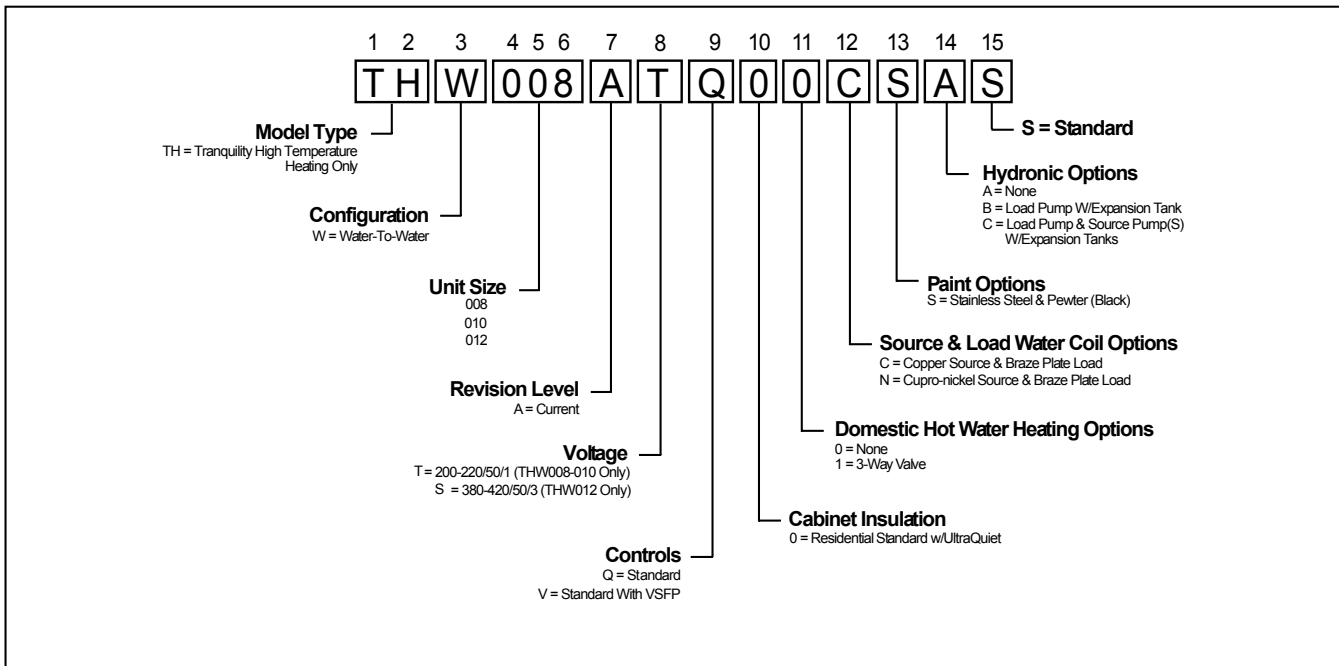 1 2 3 4 5 6 7 8 9 10 11 12 13 14 15
T H W 0 0 8 A T Q 0 0 C S A S
Model Type
TH = Tranquility High Temperature
Heating Only
Configuration
W = Water-To-Water
Unit Size
008
010
012
Revision Level
A = Current
Voltage
T = 200-220/50/1 (THW008-010 Only)
S = 380-420/50/3 (THW012 Only)
Controls
Q = Standard
V = Standard With VSFP
S = Standard
Hydronic Options
A = None
B = Load Pump W/Expansion Tank
C = Load Pump & Source Pump(S)
W/Expansion Tanks
Paint Options
S = Stainless Steel & Pewter (Black)
Source & Load Water Coil Options
C = Copper Source & Braze Plate Load
N = Cupro-nickel Source & Braze Plate Load
Domestic Hot Water Heating Options
0 = None
1 = 3-Way Valve
Cabinet Insulation
0 = Residential Standard w/UltraQuiet